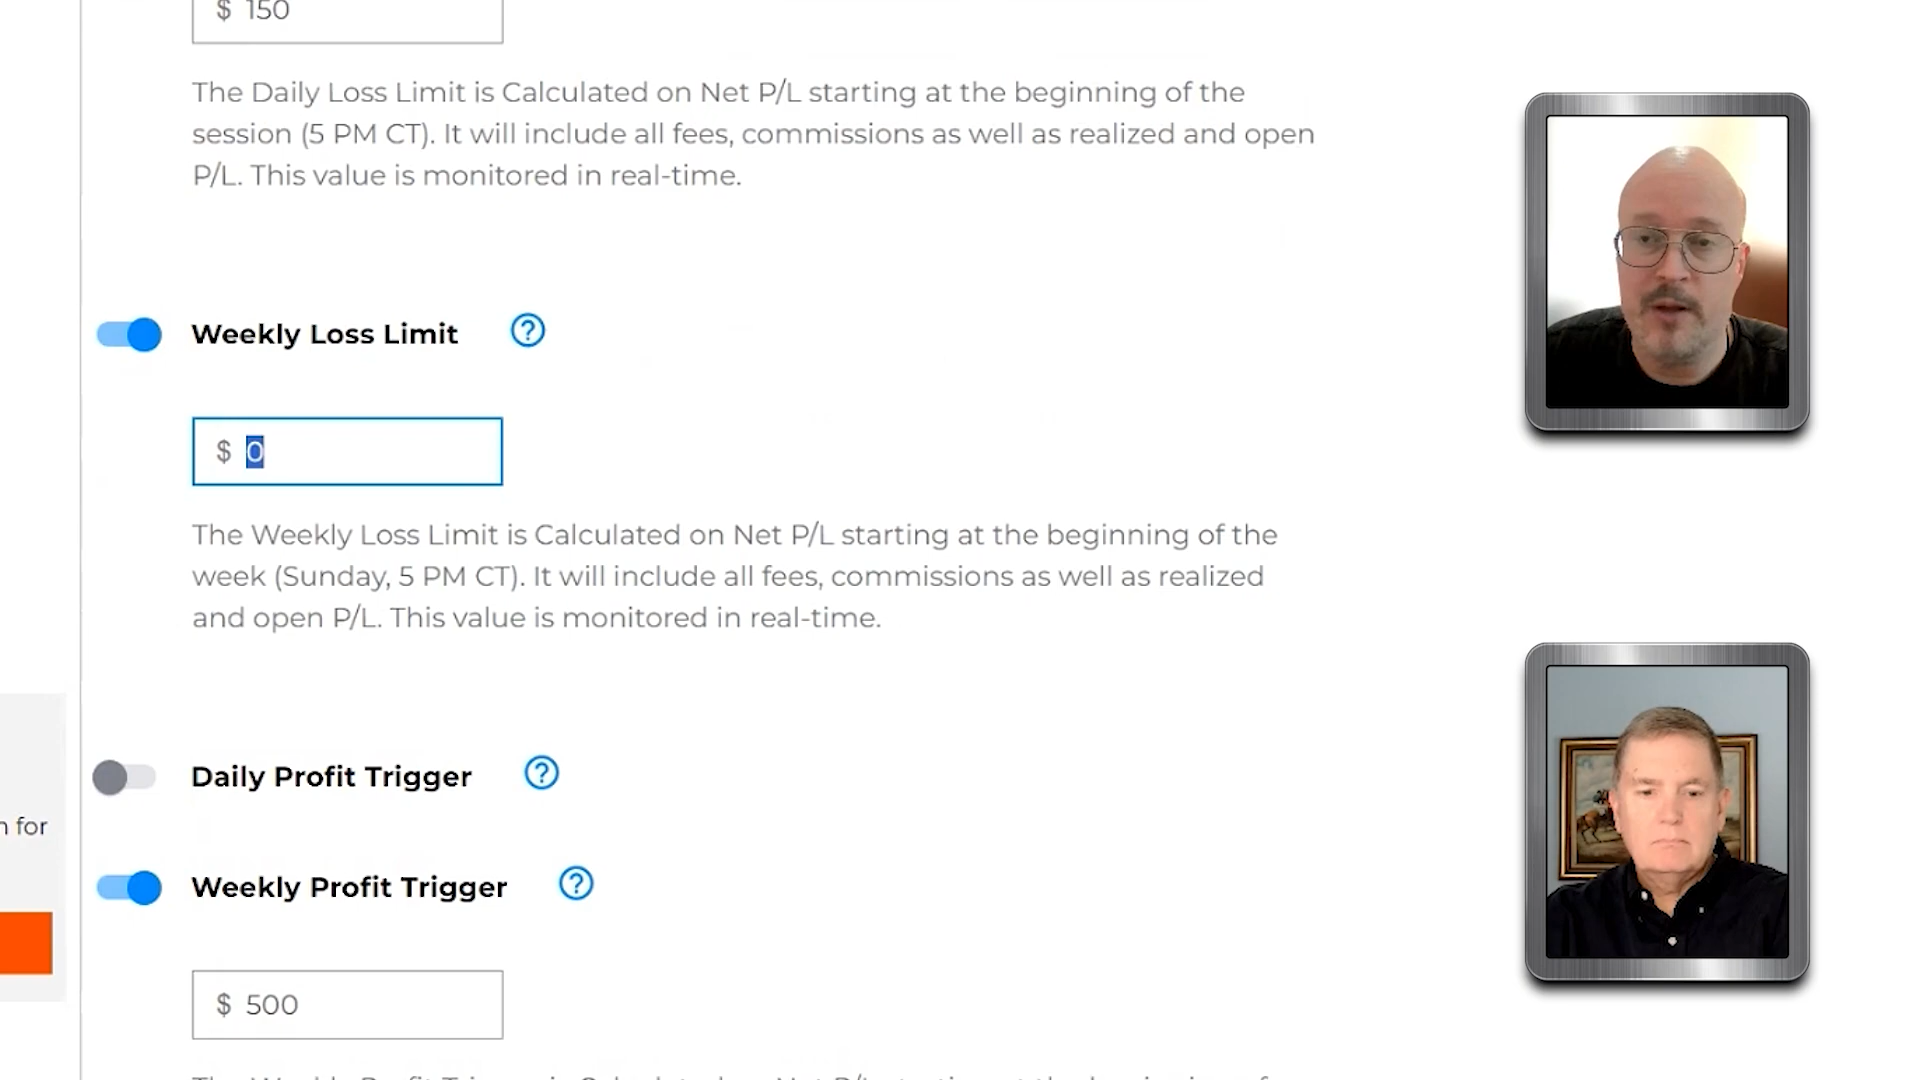 $ 150
The Daily Loss Limit is Calculated on Net P/L starting at the beginning of the
session (5 PM CT). It will include all fees, commissions as well as realized and open
P/L. This value is monitored in real-time.
Weekly Loss Limit ?
$ 0
The Weekly Loss Limit is Calculated on Net P/L starting at the beginning of the
week (Sunday, 5 PM CT). It will include all fees, commissions as well as realized
and open P/L. This value is monitored in real-time.
Daily Profit Trigger ?
for
Weekly Profit Trigger ?
$ 500